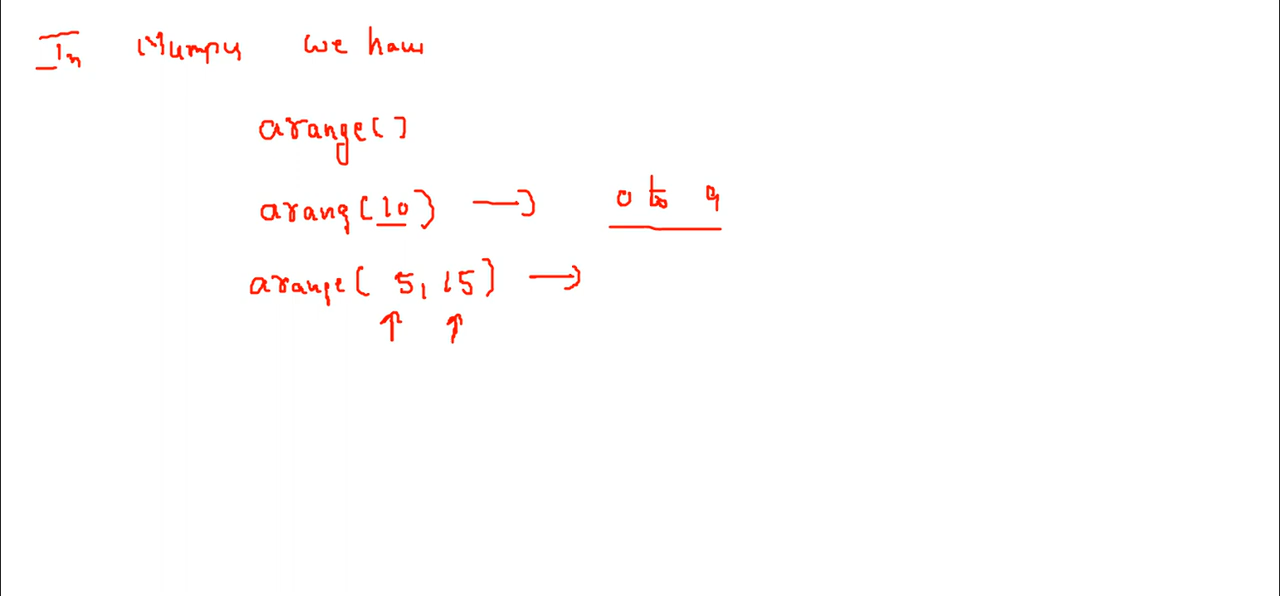 In Numpy we have
arange()
arang(10) → 0 to 9
arange( 5, 15) →